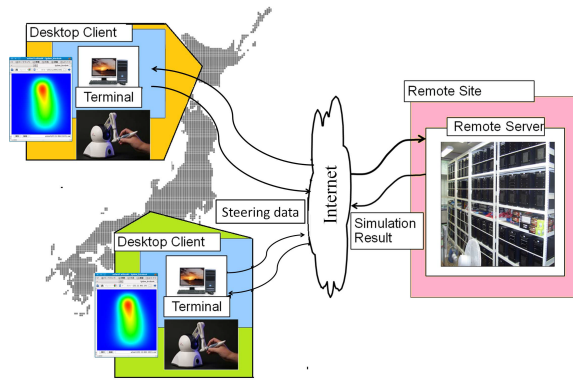 Desktop Client
Terminal
Remote Site
Remote Server
Internet
Steering data
Simulation
Result
Desktop Client
Terminal